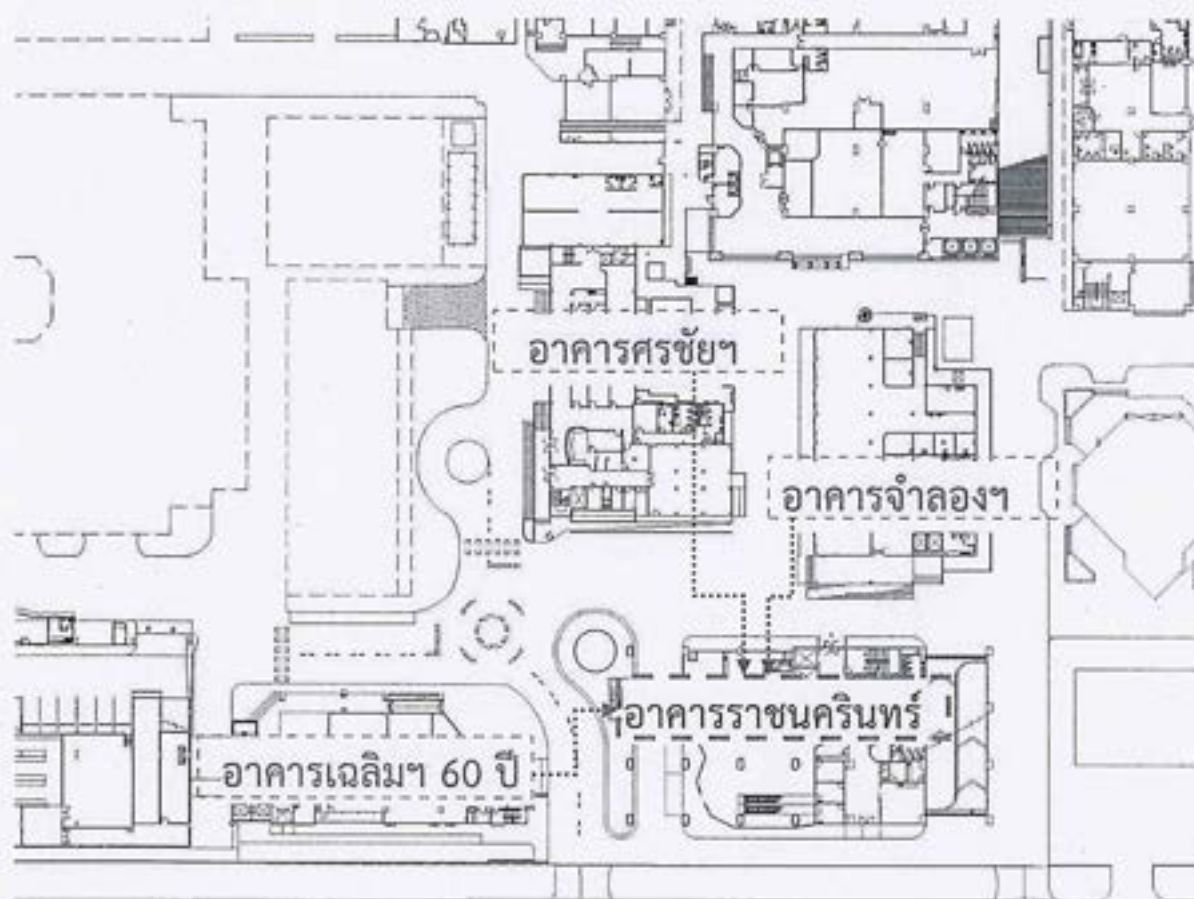 อาคารศรชัยฯ
อาคารจำลองฯ
อาคารราชนครินทร์
อาคารเฉลิมฯ 60 ปี